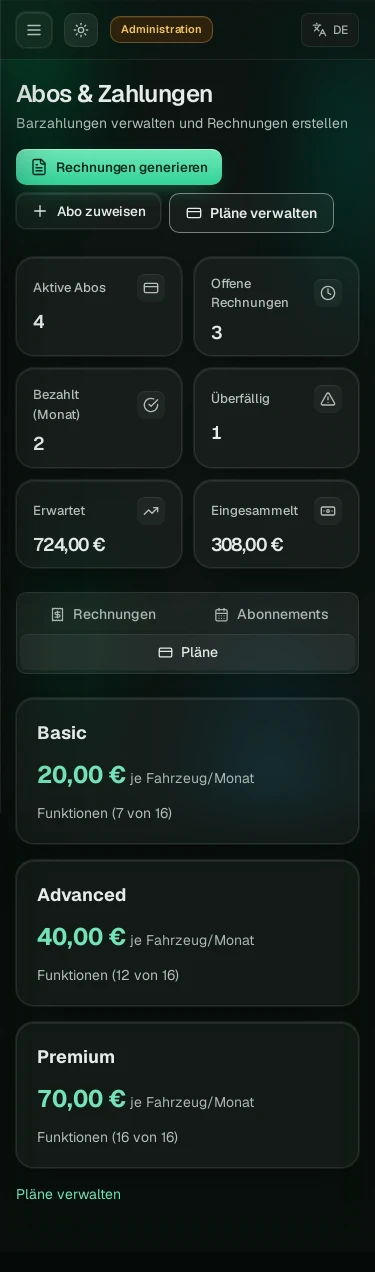 Administration
DE
Abos & Zahlungen
Barzahlungen verwalten und Rechnungen erstellen
Rechnungen generieren
Abo zuweisen
Pläne verwalten
Aktive Abos
4
Offene
Rechnungen
3
Bezahlt
(Monat)
2
Überfällig
1
Erwartet
724,00 €
Eingesammelt
308,00 €
Rechnungen
Abonnements
Pläne
Basic
20,00 € je Fahrzeug/Monat
Funktionen (7 von 16)
Advanced
40,00 € je Fahrzeug/Monat
Funktionen (12 von 16)
Premium
70,00 € je Fahrzeug/Monat
Funktionen (16 von 16)
Pläne verwalten